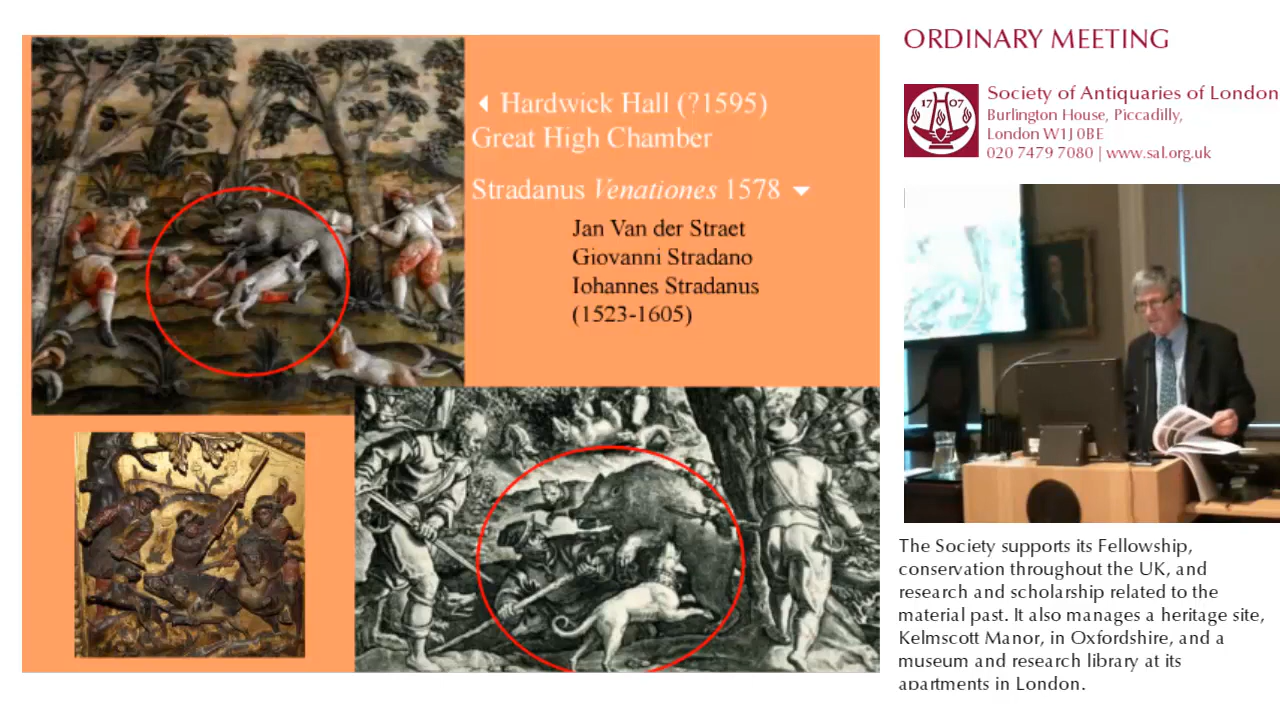 ◄ Hardwick Hall (?1595)
Great High Chamber
Stradanus Venationes 1578 ▼
Jan Van der Straet
Giovanni Stradano
Iohannes Stradanus
(1523-1605)
ORDINARY MEETING
1707
Society of Antiquaries of London
Burlington House, Piccadilly,
London W1J 0BE
020 7479 7080 | www.sal.org.uk
The Society supports its Fellowship,
conservation throughout the UK, and
research and scholarship related to the
material past. It also manages a heritage site,
Kelmscott Manor, in Oxfordshire, and a
museum and research library at its
apartments in London.